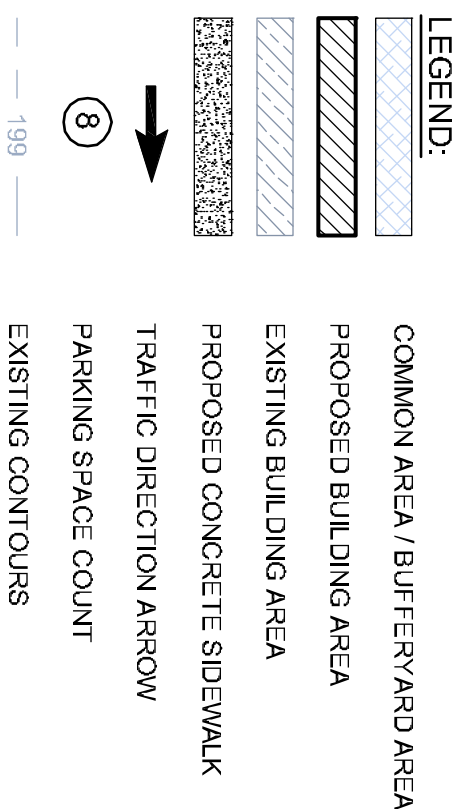 LEGEND:
COMMON AREA / BUFFERYARD AREA
PROPOSED BUILDING AREA
EXISTING BUILDING AREA
PROPOSED CONCRETE SIDEWALK
TRAFFIC DIRECTION ARROW
8 PARKING SPACE COUNT
199 EXISTING CONTOURS